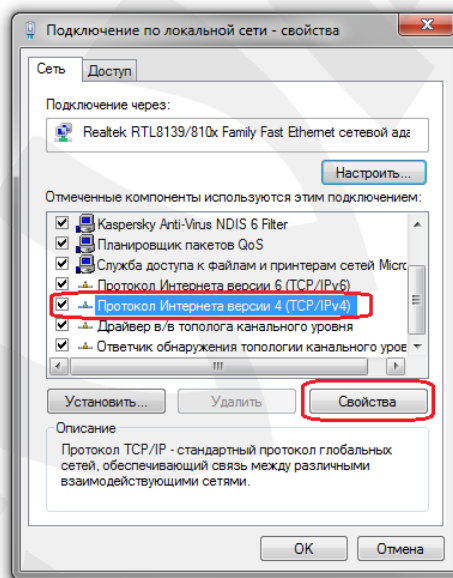 Подключение по локальной сети - свойства
Сеть
Доступ
Подключение через:
Realtek RTL8139/810x Family Fast Ethernet сетевой ада
Настроить...
Отмеченные компоненты используются этим подключением:
Kaspersky Anti-Virus NDIS 6 Filter
Планировщик пакетов QoS
Служба доступа к файлам и принтерам сетей Micro
Протокол Интернета версии 6 (TCP/IPv6)
Протокол Интернета версии 4 (TCP/IPv4)
Драйвер в/в тополога канального уровня
Ответчик обнаружения топологии канального уров
Установить...
Удалить
Свойства
Описание
Протокол TCP/IP - стандартный протокол глобальных
сетей, обеспечивающий связь между различными
взаимодействующими сетями.
OK
Отмена